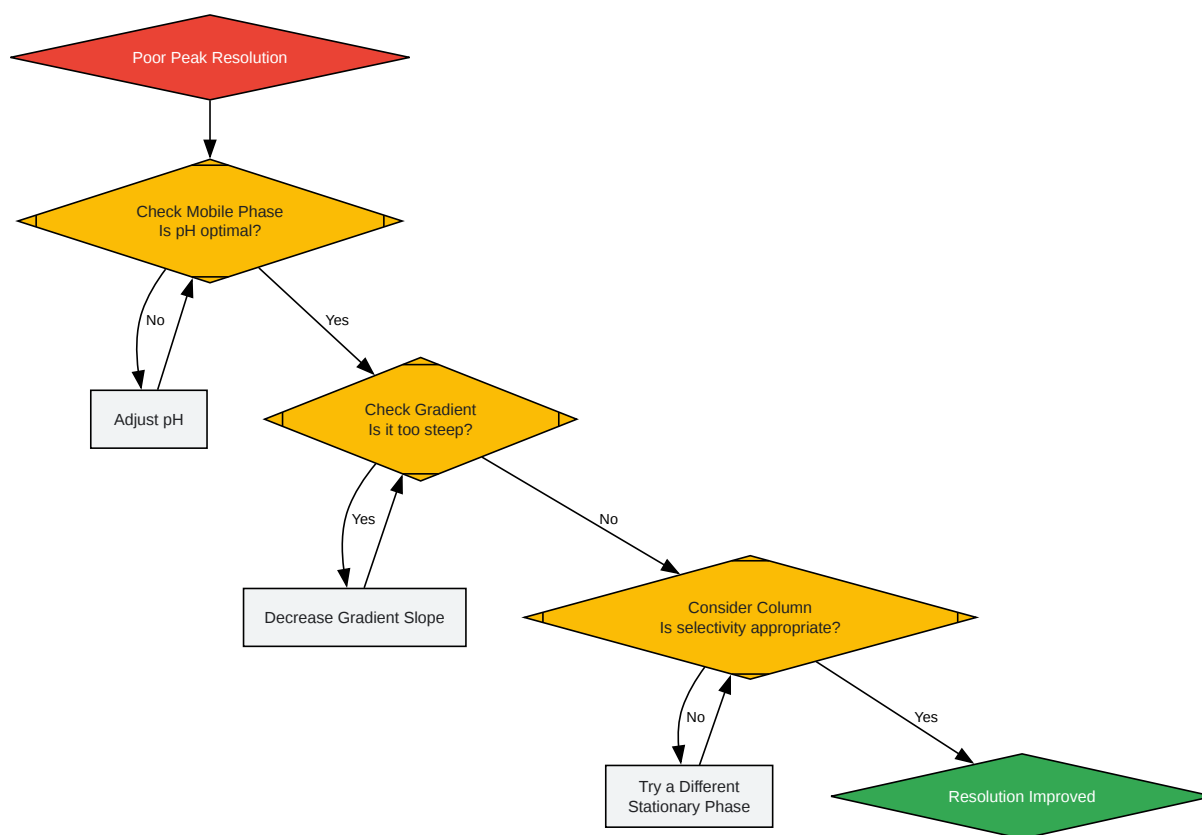 Poor Peak Resolution
Check Mobile Phase
Is pH optimal?
No
Yes
Adjust pH
Check Gradient
Is it too steep?
Yes
No
Decrease Gradient Slope
Consider Column
Is selectivity appropriate?
No
Yes
Try a Different
Stationary Phase
Resolution Improved